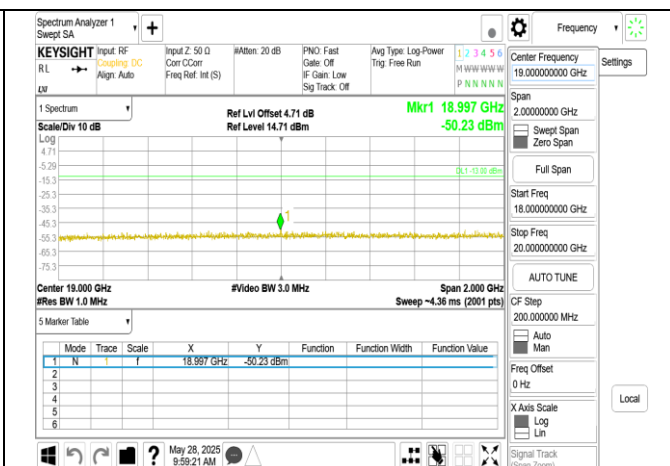 Spectrum Analyzer 1
Swept SA
+
Frequency
KEYSIGHT
RL
Input: RF
Coupling: DC
Align: Auto
Input Z: 50 Ω
Corr CCorr
Freq Ref: Int (S)
#Atten: 20 dB
PNO: Fast
Gate: Off
IF Gain: Low
Sig Track: Off
Avg Type: Log-Power
Trig: Free Run
1 2 3 4 5 6
M W W W W W
P N N N N N
LXI
1 Spectrum
Scale/Div 10 dB
Log
Ref Lvl Offset 4.71 dB
Ref Level 14.71 dBm
Mkr1 18.997 GHz
-50.23 dBm
4.71
-5.29
-15.3
-25.3
-35.3
-45.3
-55.3
-65.3
-75.3
DL1 -13.00 dBm
1
Center 19.000 GHz
#Res BW 1.0 MHz
#Video BW 3.0 MHz
Span 2.000 GHz
Sweep ~4.36 ms (2001 pts)
5 Marker Table
Mode Trace Scale X Y Function Function Width Function Value
1 N 1 f 18.997 GHz -50.23 dBm
2
3
4
5
6
May 28, 2025
9:59:21 AM
Center Frequency
19.000000000 GHz
Settings
Span
2.00000000 GHz
Swept Span
Zero Span
Full Span
Start Freq
18.000000000 GHz
Stop Freq
20.000000000 GHz
AUTO TUNE
CF Step
200.000000 MHz
Auto
Man
Freq Offset
0 Hz
X Axis Scale
Log
Lin
Local
Signal Track
(Span Zoom)